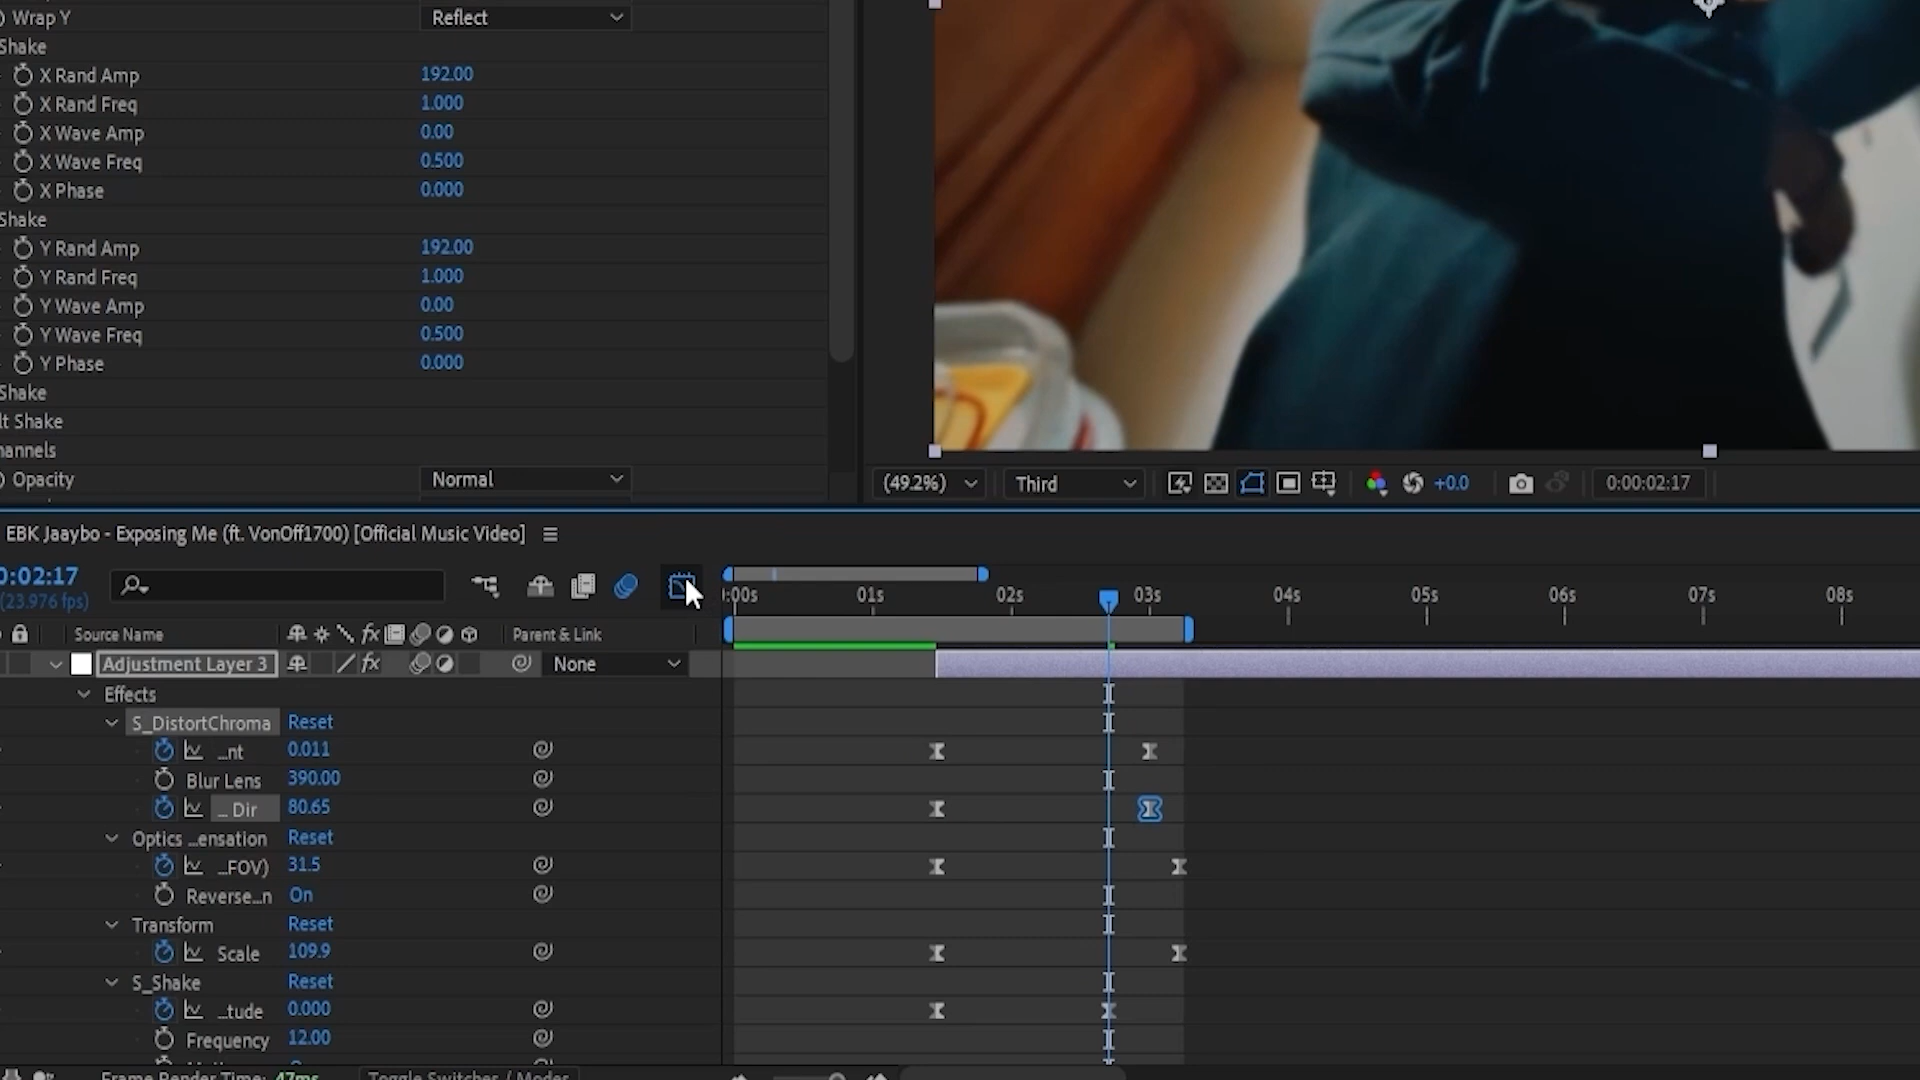 Wrap Y Reflect
Shake
X Rand Amp 192.00
X Rand Freq 1.000
X Wave Amp 0.00
X Wave Freq 0.500
X Phase 0.000
Shake
Y Rand Amp 192.00
Y Rand Freq 1.000
Y Wave Amp 0.00
Y Wave Freq 0.500
Y Phase 0.000
Shake
lt Shake
hannels
Opacity Normal
(49.2%) Third +0.0 0:00:02:17
EBK Jaaybo - Exposing Me (ft. VonOff1700) [Official Music Video]
0:02:17
(23.976 fps)
:00s 01s 02s 03s 04s 05s 06s 07s 08s
Source Name fx Parent & Link
Adjustment Layer 3 fx None
Effects
S_DistortChroma Reset
...nt 0.011
Blur Lens 390.00
... Dir 80.65
Optics ...ensation Reset
...FOV) 31.5
Reverse...n On
Transform Reset
Scale 109.9
S_Shake Reset
...tude 0.000
Frequency 12.00
Frame Render Time: 47ms Toggle Switches / Modes